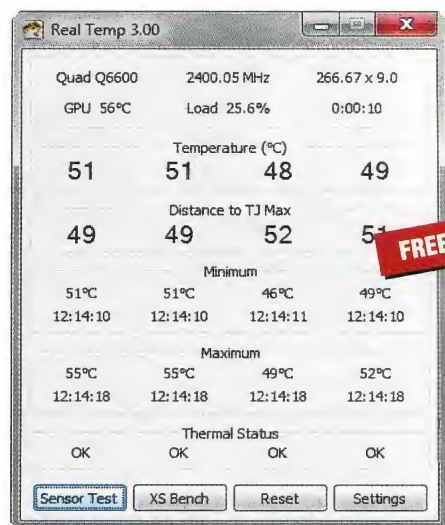 Real Temp 3.00
Quad Q6600 2400.05 MHz 266.67 x 9.0
GPU 56°C Load 25.6% 0:00:10
Temperature (°C)
51 51 48 49
Distance to TJ Max
49 49 52 51
FREE
Minimum
51°C 51°C 46°C 49°C
12:14:10 12:14:10 12:14:11 12:14:10
Maximum
55°C 55°C 49°C 52°C
12:14:18 12:14:18 12:14:18 12:14:18
Thermal Status
OK OK OK OK
Sensor Test XS Bench Reset Settings